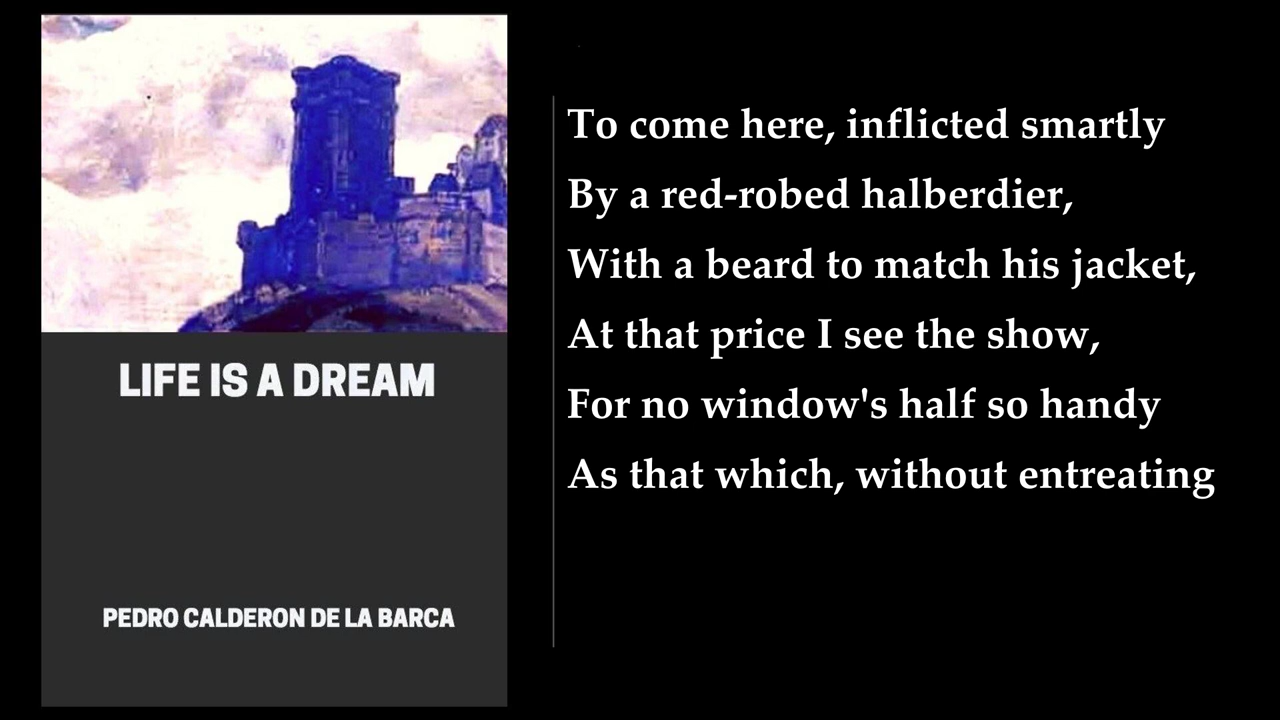 LIFE IS A DREAM
PEDRO CALDERON DE LA BARCA
To come here, inflicted smartly
By a red-robed halberdier,
With a beard to match his jacket,
At that price I see the show,
For no window's half so handy
As that which, without entreating